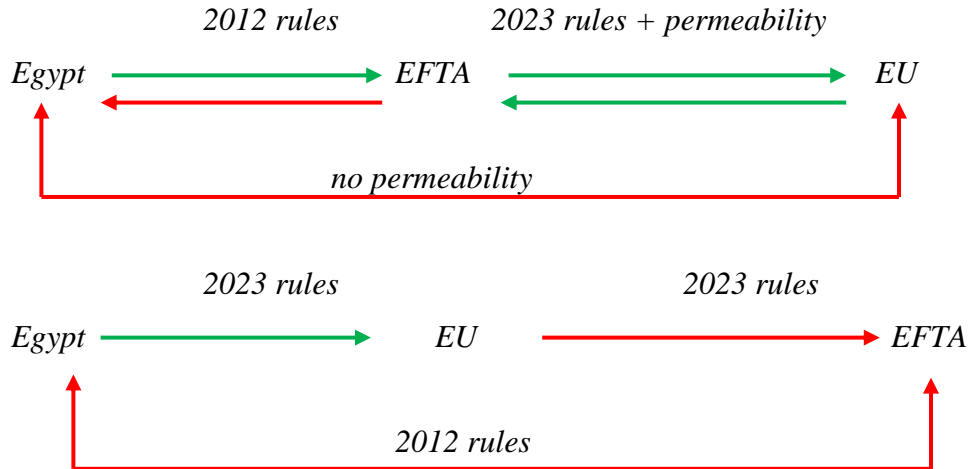 2012 rules 2023 rules + permeability
Egypt EFTA EU
no permeability
2023 rules 2023 rules
Egypt EU EFTA
2012 rules